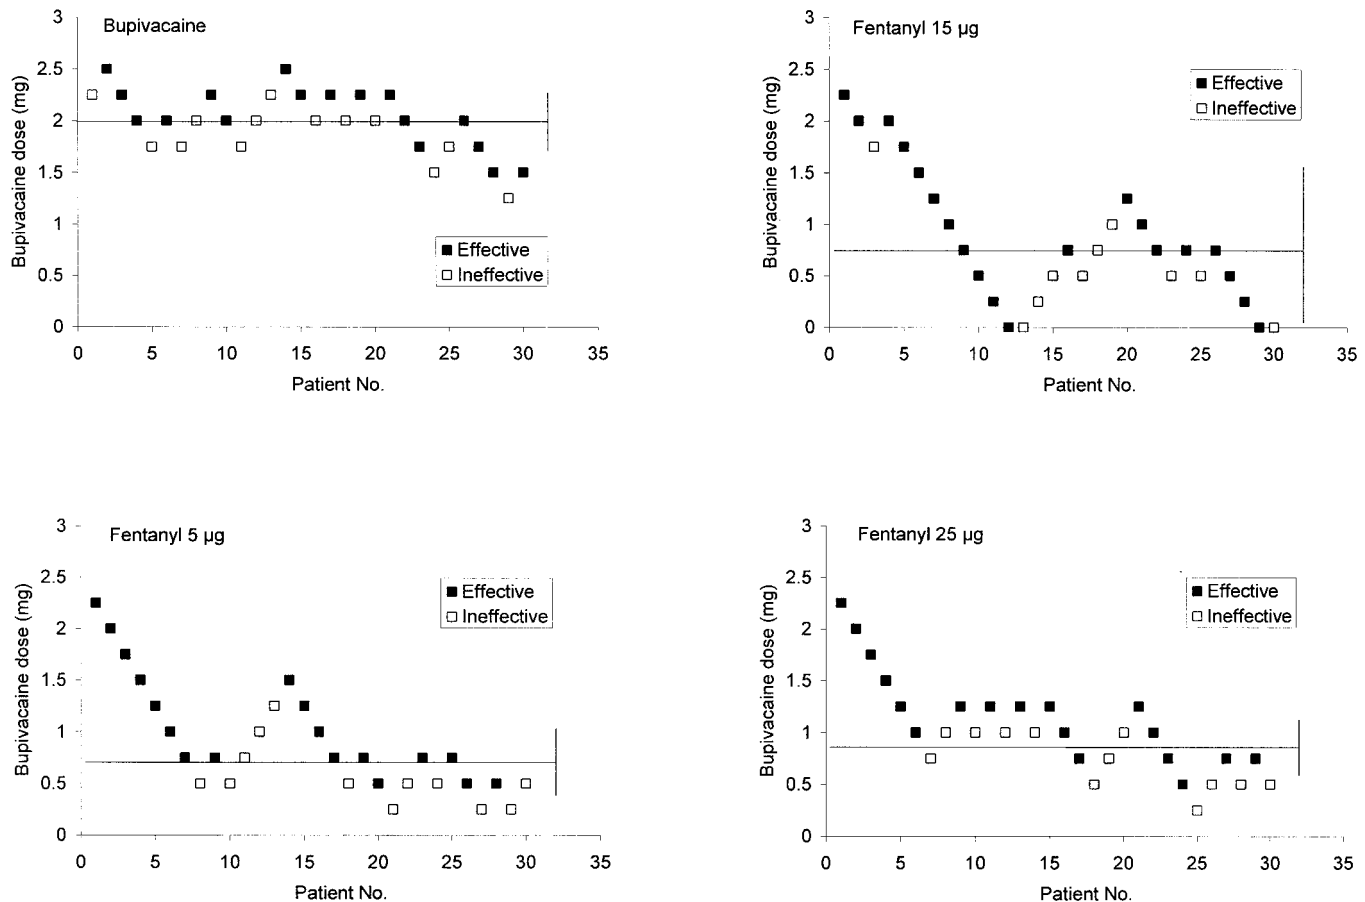 Bupivacaine
Bupivacaine dose (mg)
3
2.5
2
1.5
1
0.5
0
Effective
Ineffective
0 5 10 15 20 25 30 35
Patient No.
Fentanyl 15 µg
Bupivacaine dose (mg)
3
2.5
2
1.5
1
0.5
0
Effective
Ineffective
0 5 10 15 20 25 30 35
Patient No.
Fentanyl 5 µg
Bupivacaine dose (mg)
3
2.5
2
1.5
1
0.5
0
Effective
Ineffective
0 5 10 15 20 25 30 35
Patient No.
Fentanyl 25 µg
Bupivacaine dose (mg)
3
2.5
2
1.5
1
0.5
0
Effective
Ineffective
0 5 10 15 20 25 30 35
Patient No.